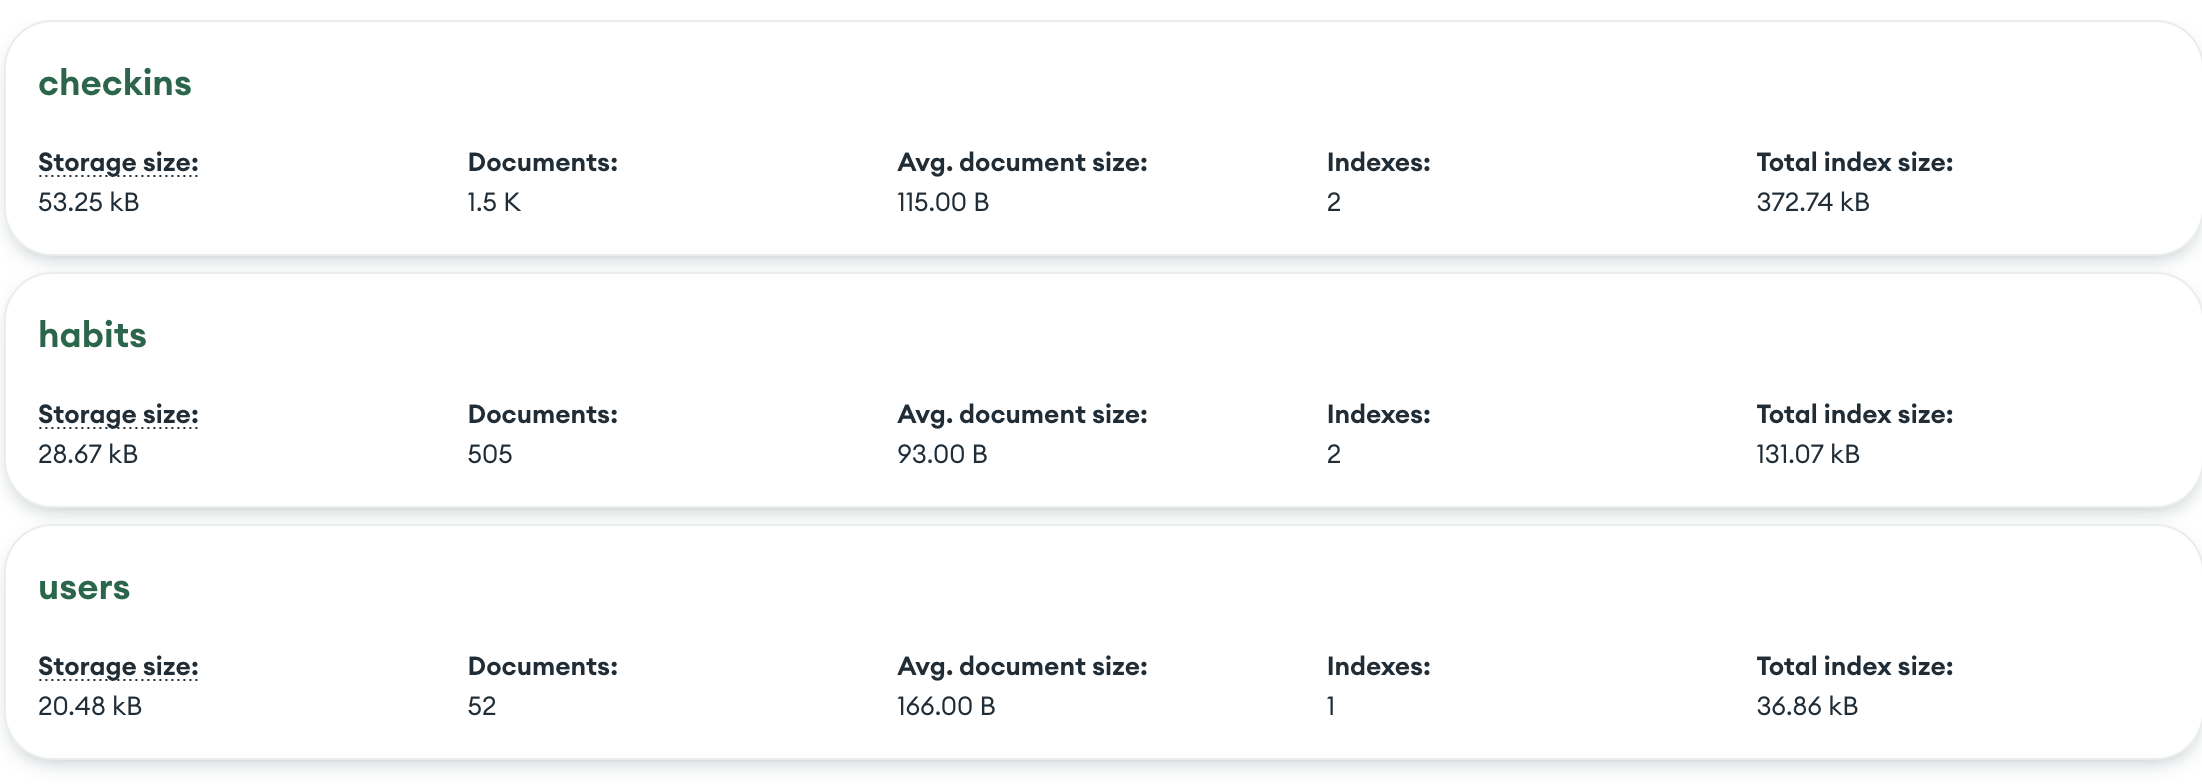 checkins
Storage size: Documents: Avg. document size: Indexes: Total index size:
53.25 kB 1.5 K 115.00 B 2 372.74 kB
habits
Storage size: Documents: Avg. document size: Indexes: Total index size:
28.67 kB 505 93.00 B 2 131.07 kB
users
Storage size: Documents: Avg. document size: Indexes: Total index size:
20.48 kB 52 166.00 B 1 36.86 kB